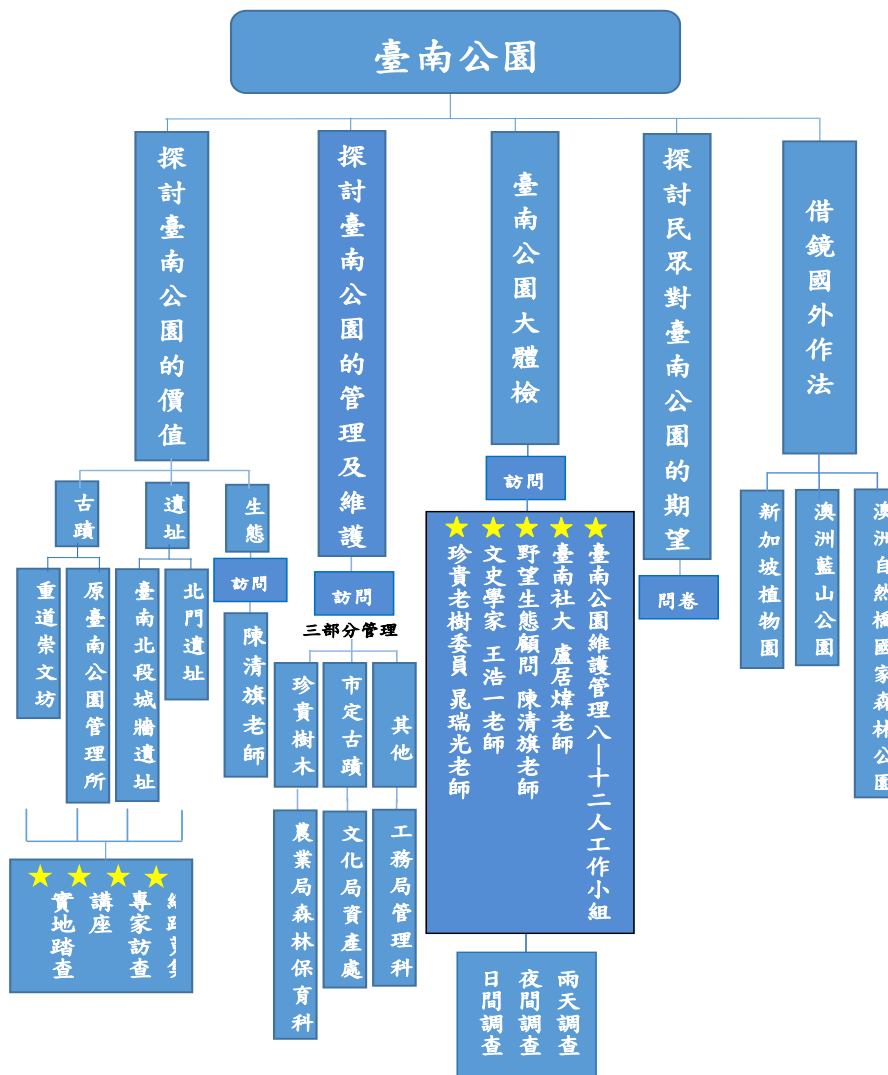 臺南公園
探討臺南公園的價值
探討臺南公園的管理及維護
臺南公園大體檢
探討民眾對臺南公園的期望
借鏡國外作法
古蹟
遺址
生態
訪問
陳清旗老師
重道崇文坊
原臺南公園管理所
臺南北段城牆遺址
北門遺址
實地踏查
講座
專家訪查
訪問
三部分管理
珍貴樹木
市定古蹟
其他
農業局森林保育科
文化局資產處
工務局管理科
訪問
臺南公園維護管理八—十二人工作小組
臺南社大 盧居煒老師
野望生態顧問 陳清旗老師
文史學家 王浩一老師
珍貴老樹委員 晁瑞光老師
日間調查
夜間調查
雨天調查
問卷
新加坡植物園
澳洲藍山公園
澳洲自然橋國家森林公園